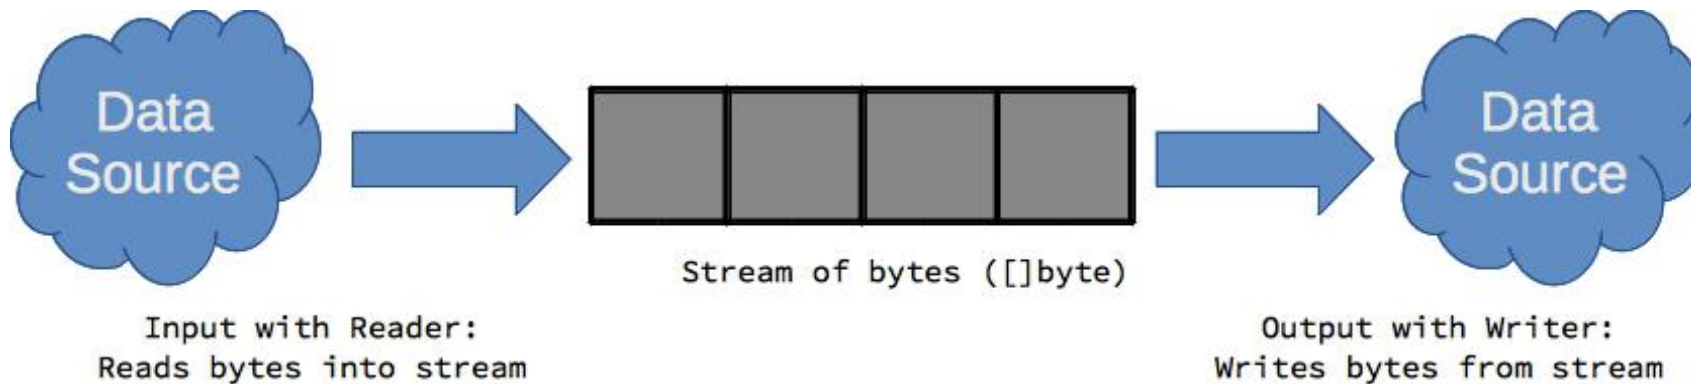 Data
Source
Data
Source
Stream of bytes ([]byte)
Input with Reader:
Reads bytes into stream
Output with Writer:
Writes bytes from stream